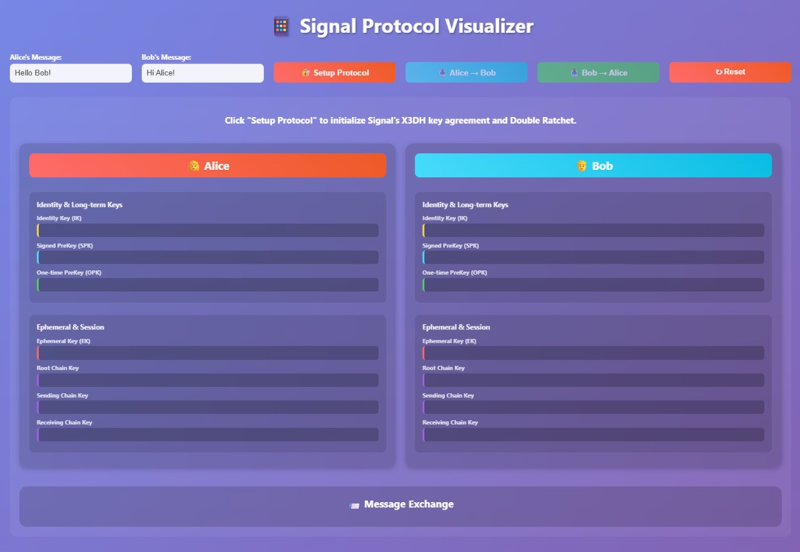 Signal Protocol Visualizer
Alice's Message:
Bob's Message:
Hello Bob!
Hi Alice!
Setup Protocol
Alice → Bob
Bob → Alice
↻ Reset
Click "Setup Protocol" to initialize Signal's X3DH key agreement and Double Ratchet.
Alice
Identity & Long-term Keys
Identity Key (IK)
Signed PreKey (SPK)
One-time PreKey (OPK)
Ephemeral & Session
Ephemeral Key (EK)
Root Chain Key
Sending Chain Key
Receiving Chain Key
Bob
Identity & Long-term Keys
Identity Key (IK)
Signed PreKey (SPK)
One-time PreKey (OPK)
Ephemeral & Session
Ephemeral Key (EK)
Root Chain Key
Sending Chain Key
Receiving Chain Key
Message Exchange